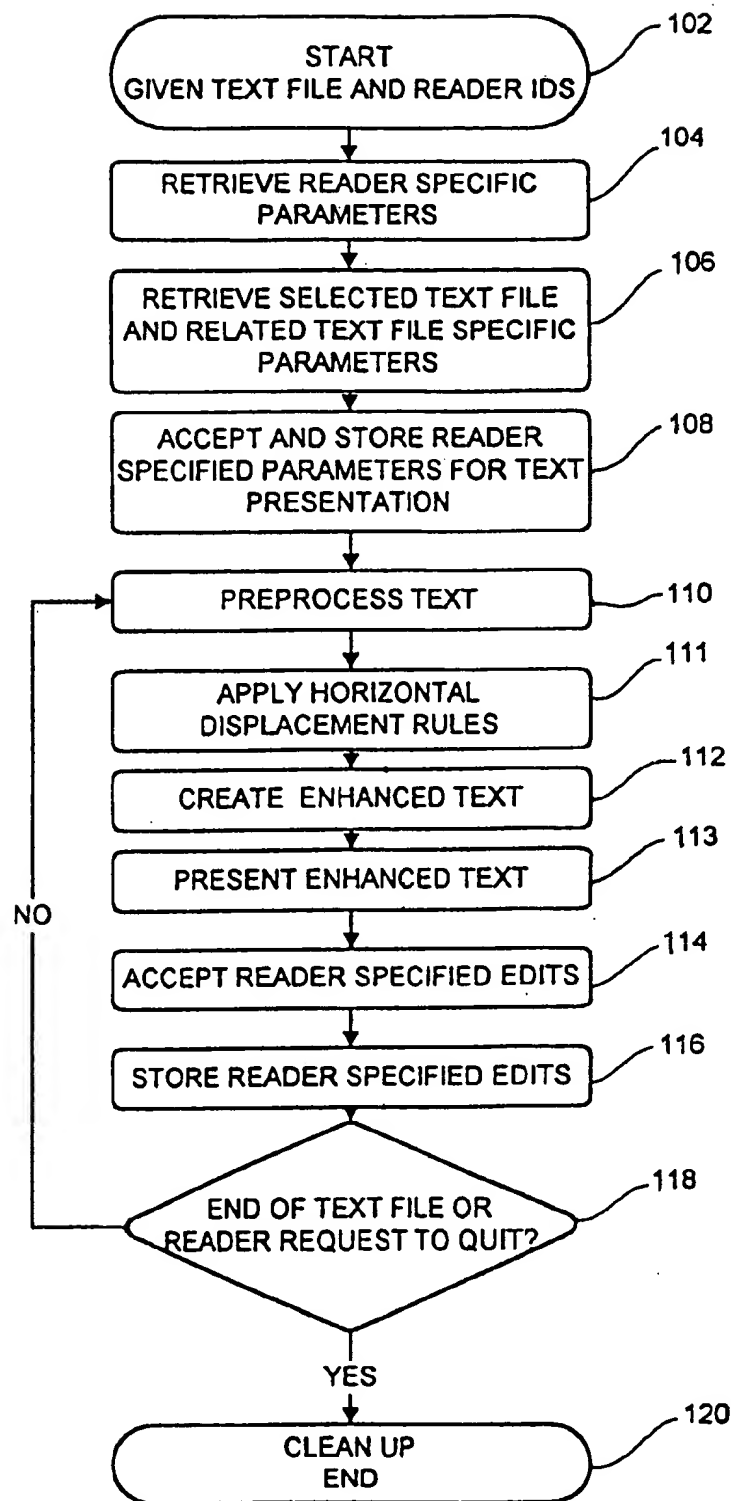 102
START
GIVEN TEXT FILE AND READER IDS
104
RETRIEVE READER SPECIFIC
PARAMETERS
106
RETRIEVE SELECTED TEXT FILE
AND RELATED TEXT FILE SPECIFIC
PARAMETERS
108
ACCEPT AND STORE READER
SPECIFIED PARAMETERS FOR TEXT
PRESENTATION
PREPROCESS TEXT
110
111
APPLY HORIZONTAL
DISPLACEMENT RULES
112
CREATE ENHANCED TEXT
113
PRESENT ENHANCED TEXT
NO
114
ACCEPT READER SPECIFIED EDITS
116
STORE READER SPECIFIED EDITS
118
END OF TEXT FILE OR
READER REQUEST TO QUIT?
YES
120
CLEAN UP
END